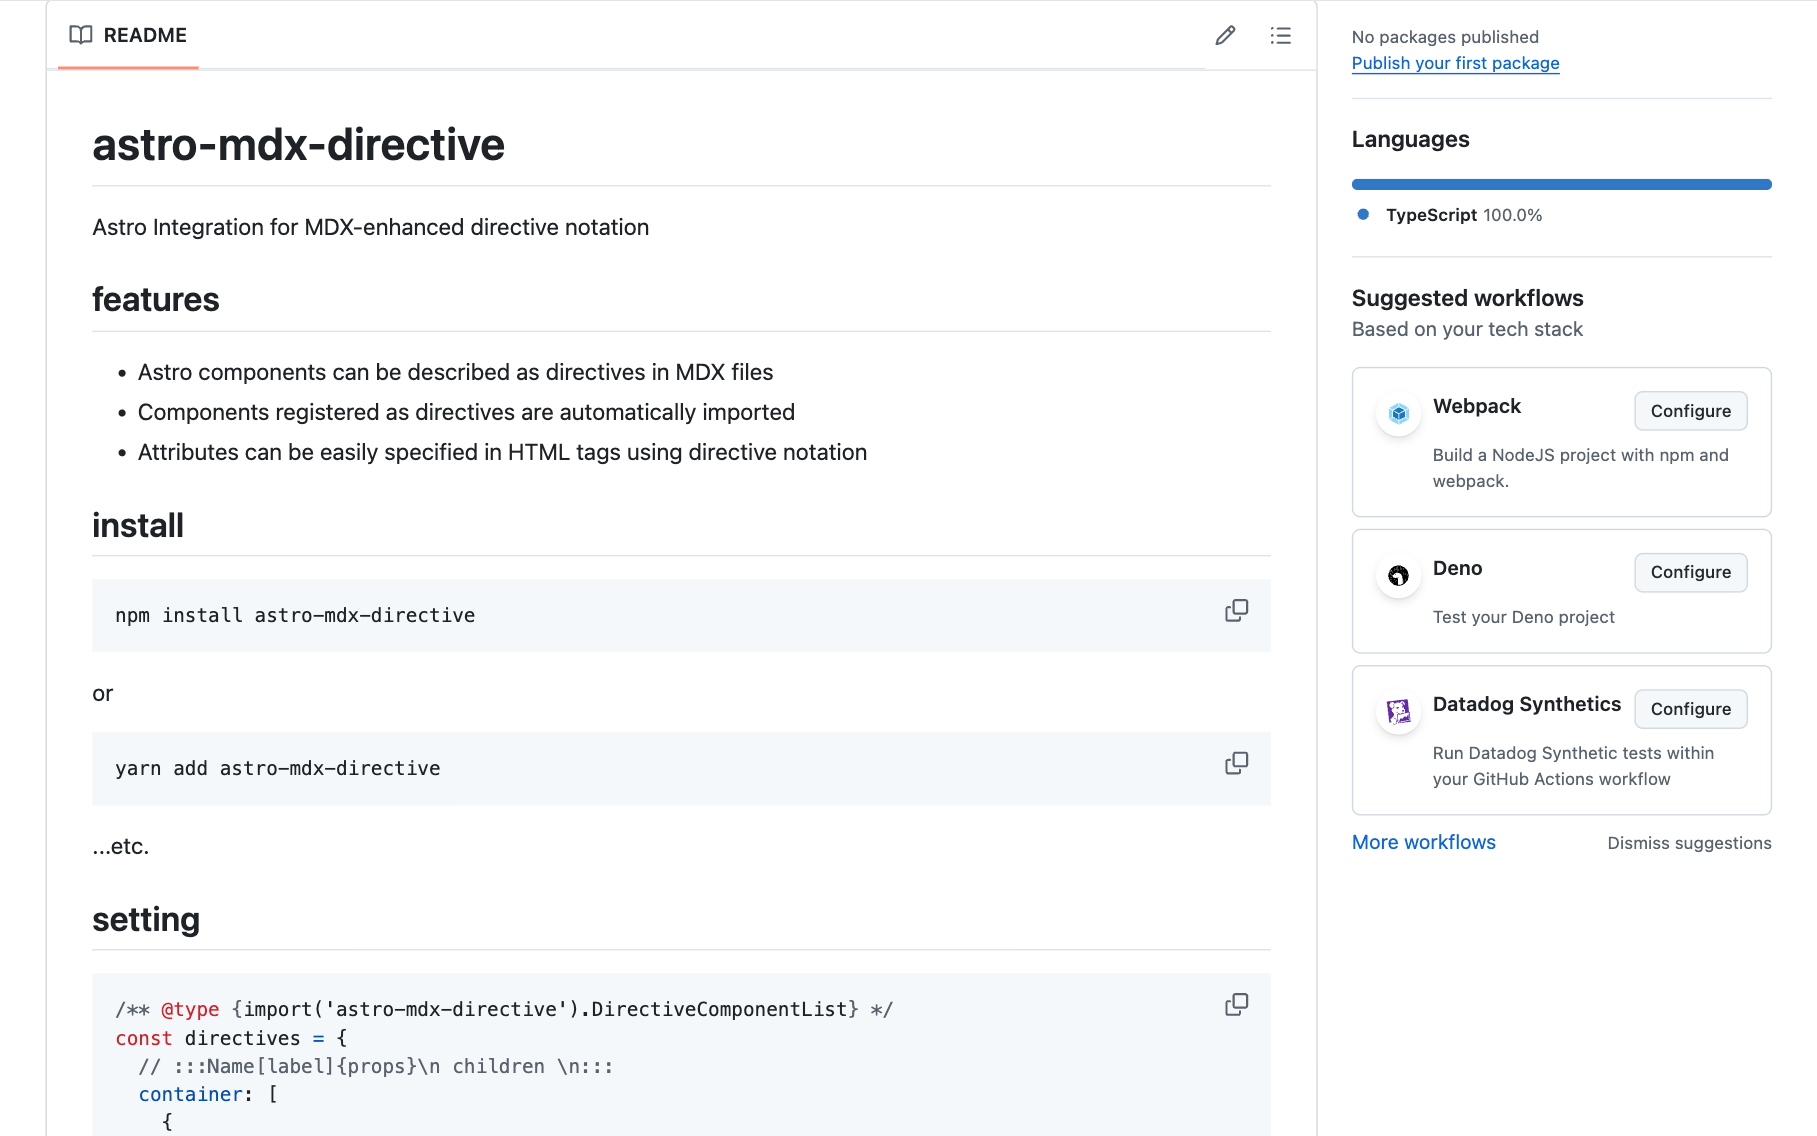 README
astro-mdx-directive
Astro Integration for MDX-enhanced directive notation
features
• Astro components can be described as directives in MDX files
• Components registered as directives are automatically imported
• Attributes can be easily specified in HTML tags using directive notation
install
npm install astro-mdx-directive
or
yarn add astro-mdx-directive
...etc.
setting
/** @type {import('astro-mdx-directive').DirectiveComponentList} */
const directives = {
  // :::Name[label]{props}\n children \n:::
  container: [
    {
No packages published
Publish your first package
Languages
TypeScript 100.0%
Suggested workflows
Based on your tech stack
Webpack
Configure
Build a NodeJS project with npm and
webpack.
Deno
Configure
Test your Deno project
Datadog Synthetics
Configure
Run Datadog Synthetic tests within
your GitHub Actions workflow
More workflows
Dismiss suggestions